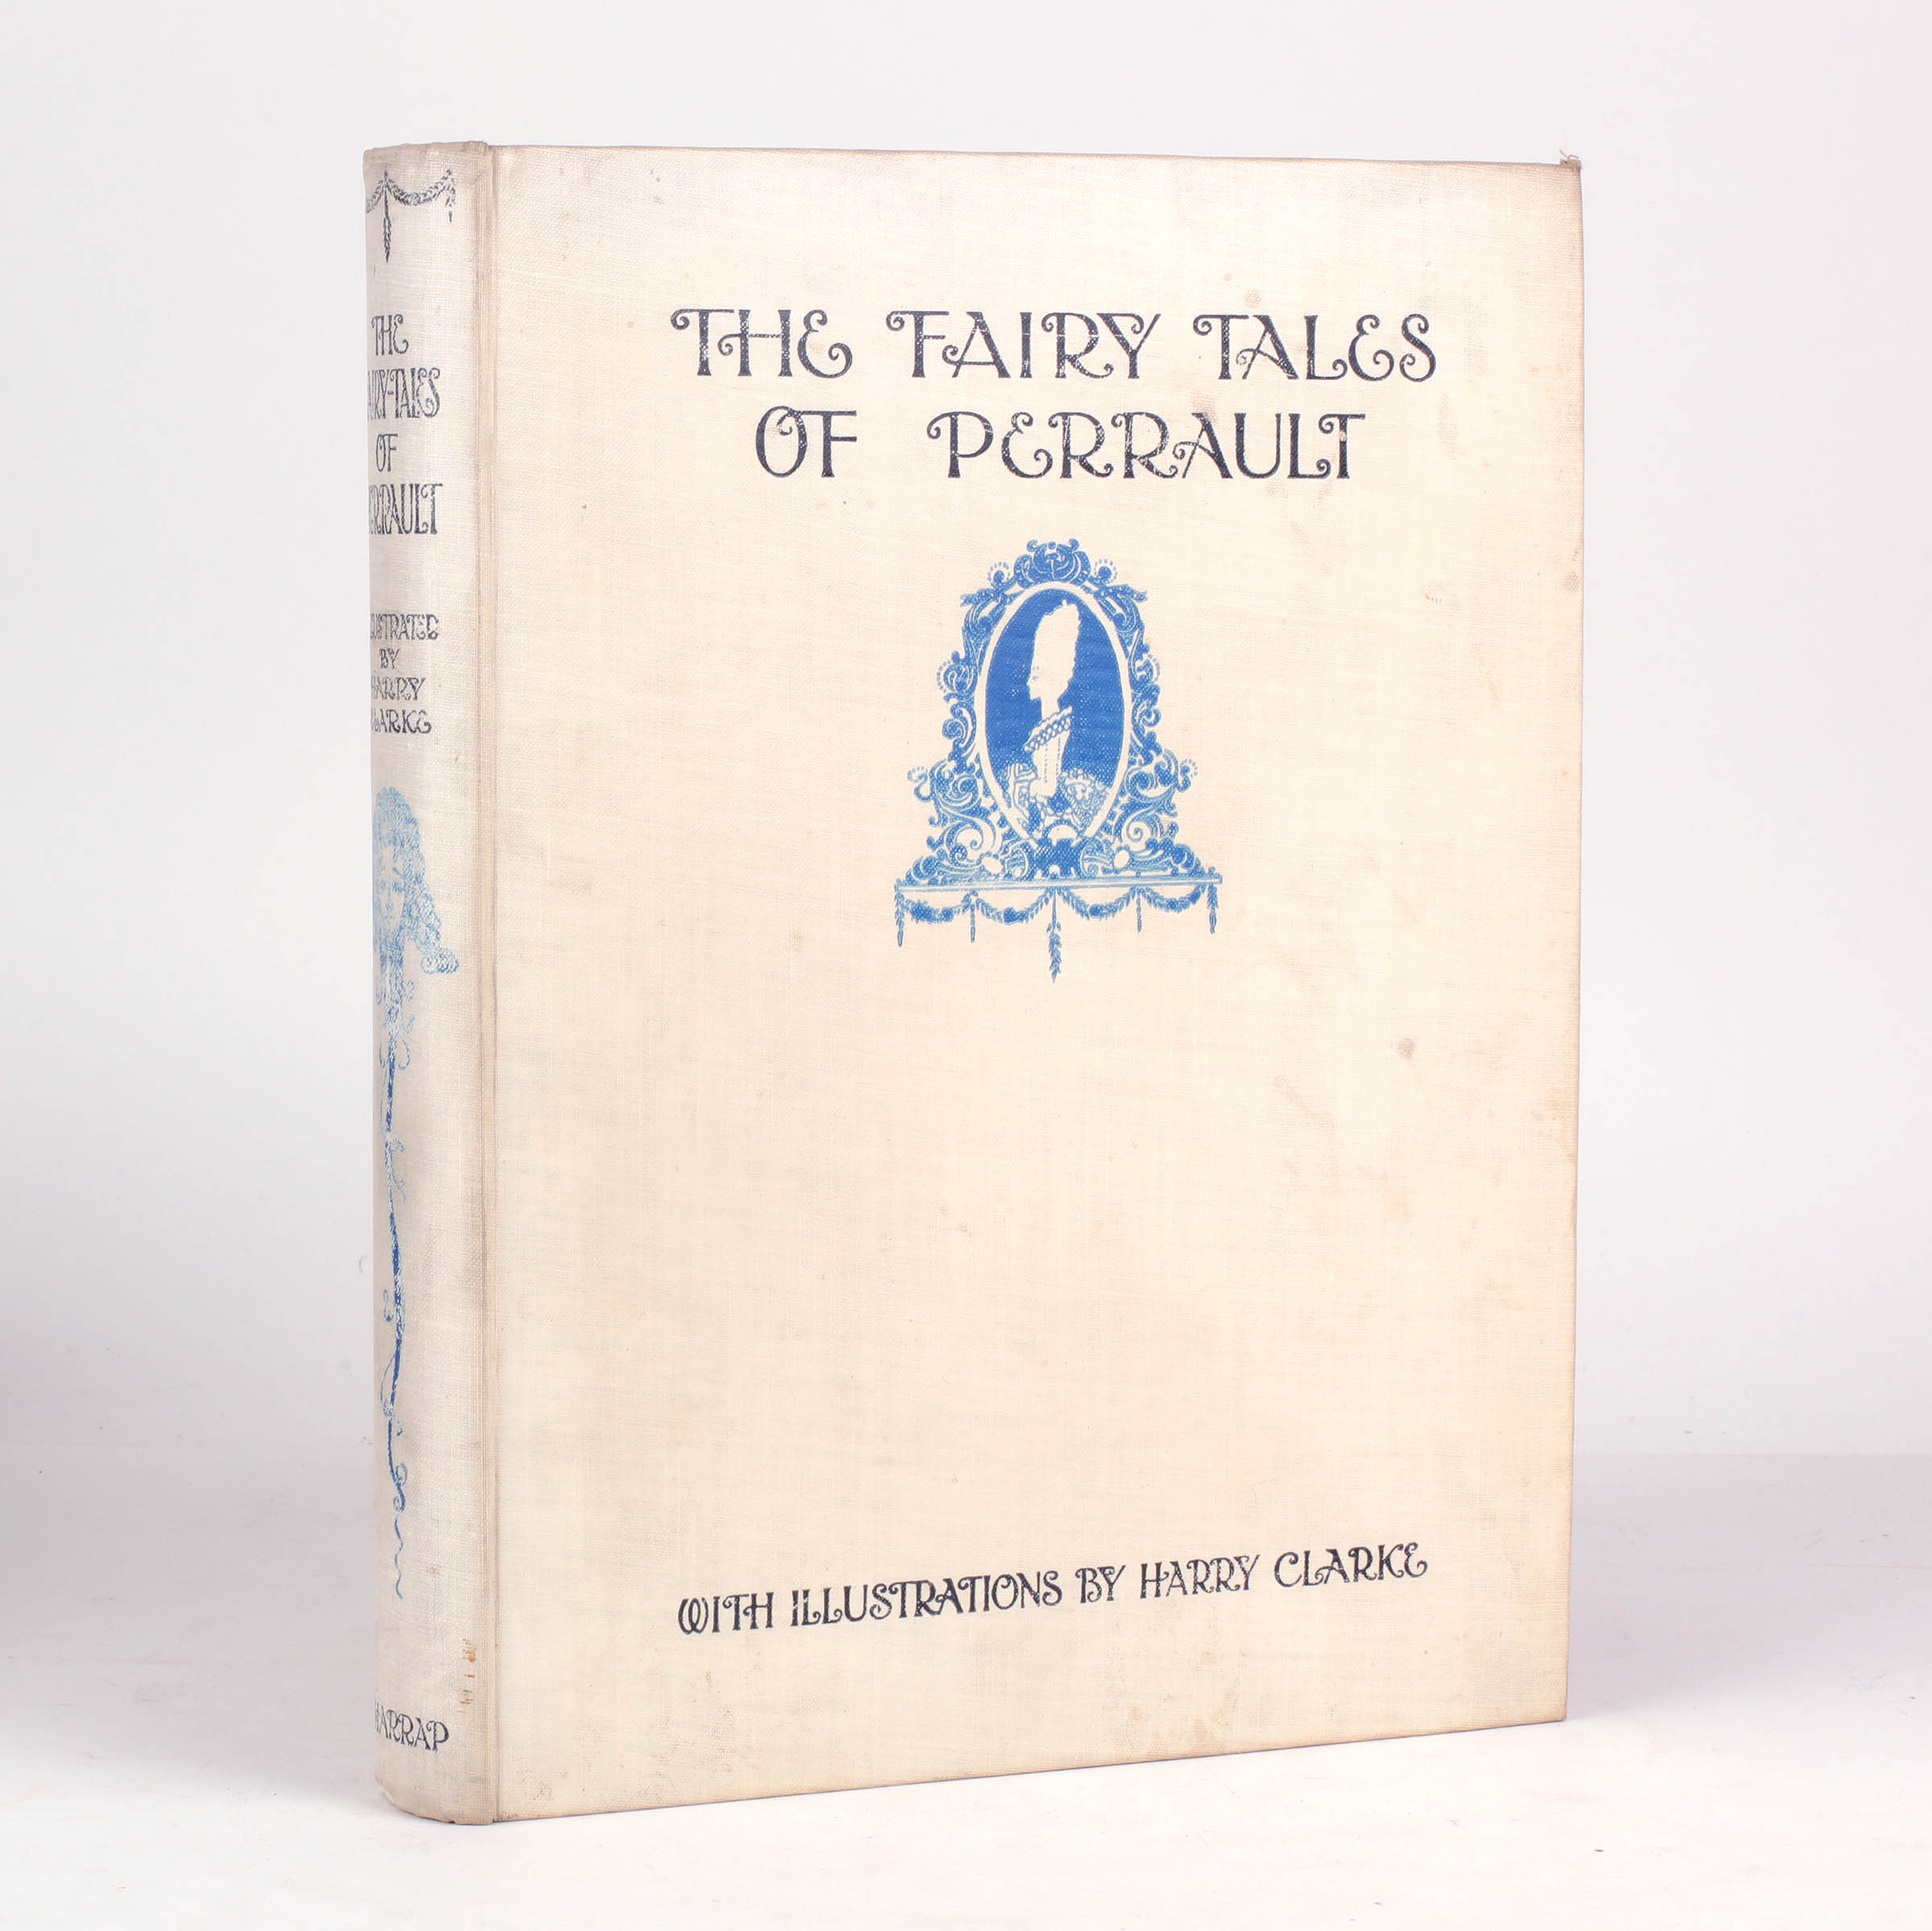 THE FAIRY TALES
OF PERRAULT
WITH ILLUSTRATIONS BY HARRY CLARKE
THE
FAIRY-TALES
OF
PERRAULT
ILLUSTRATED
BY
HARRY
CLARKE
HARRAP